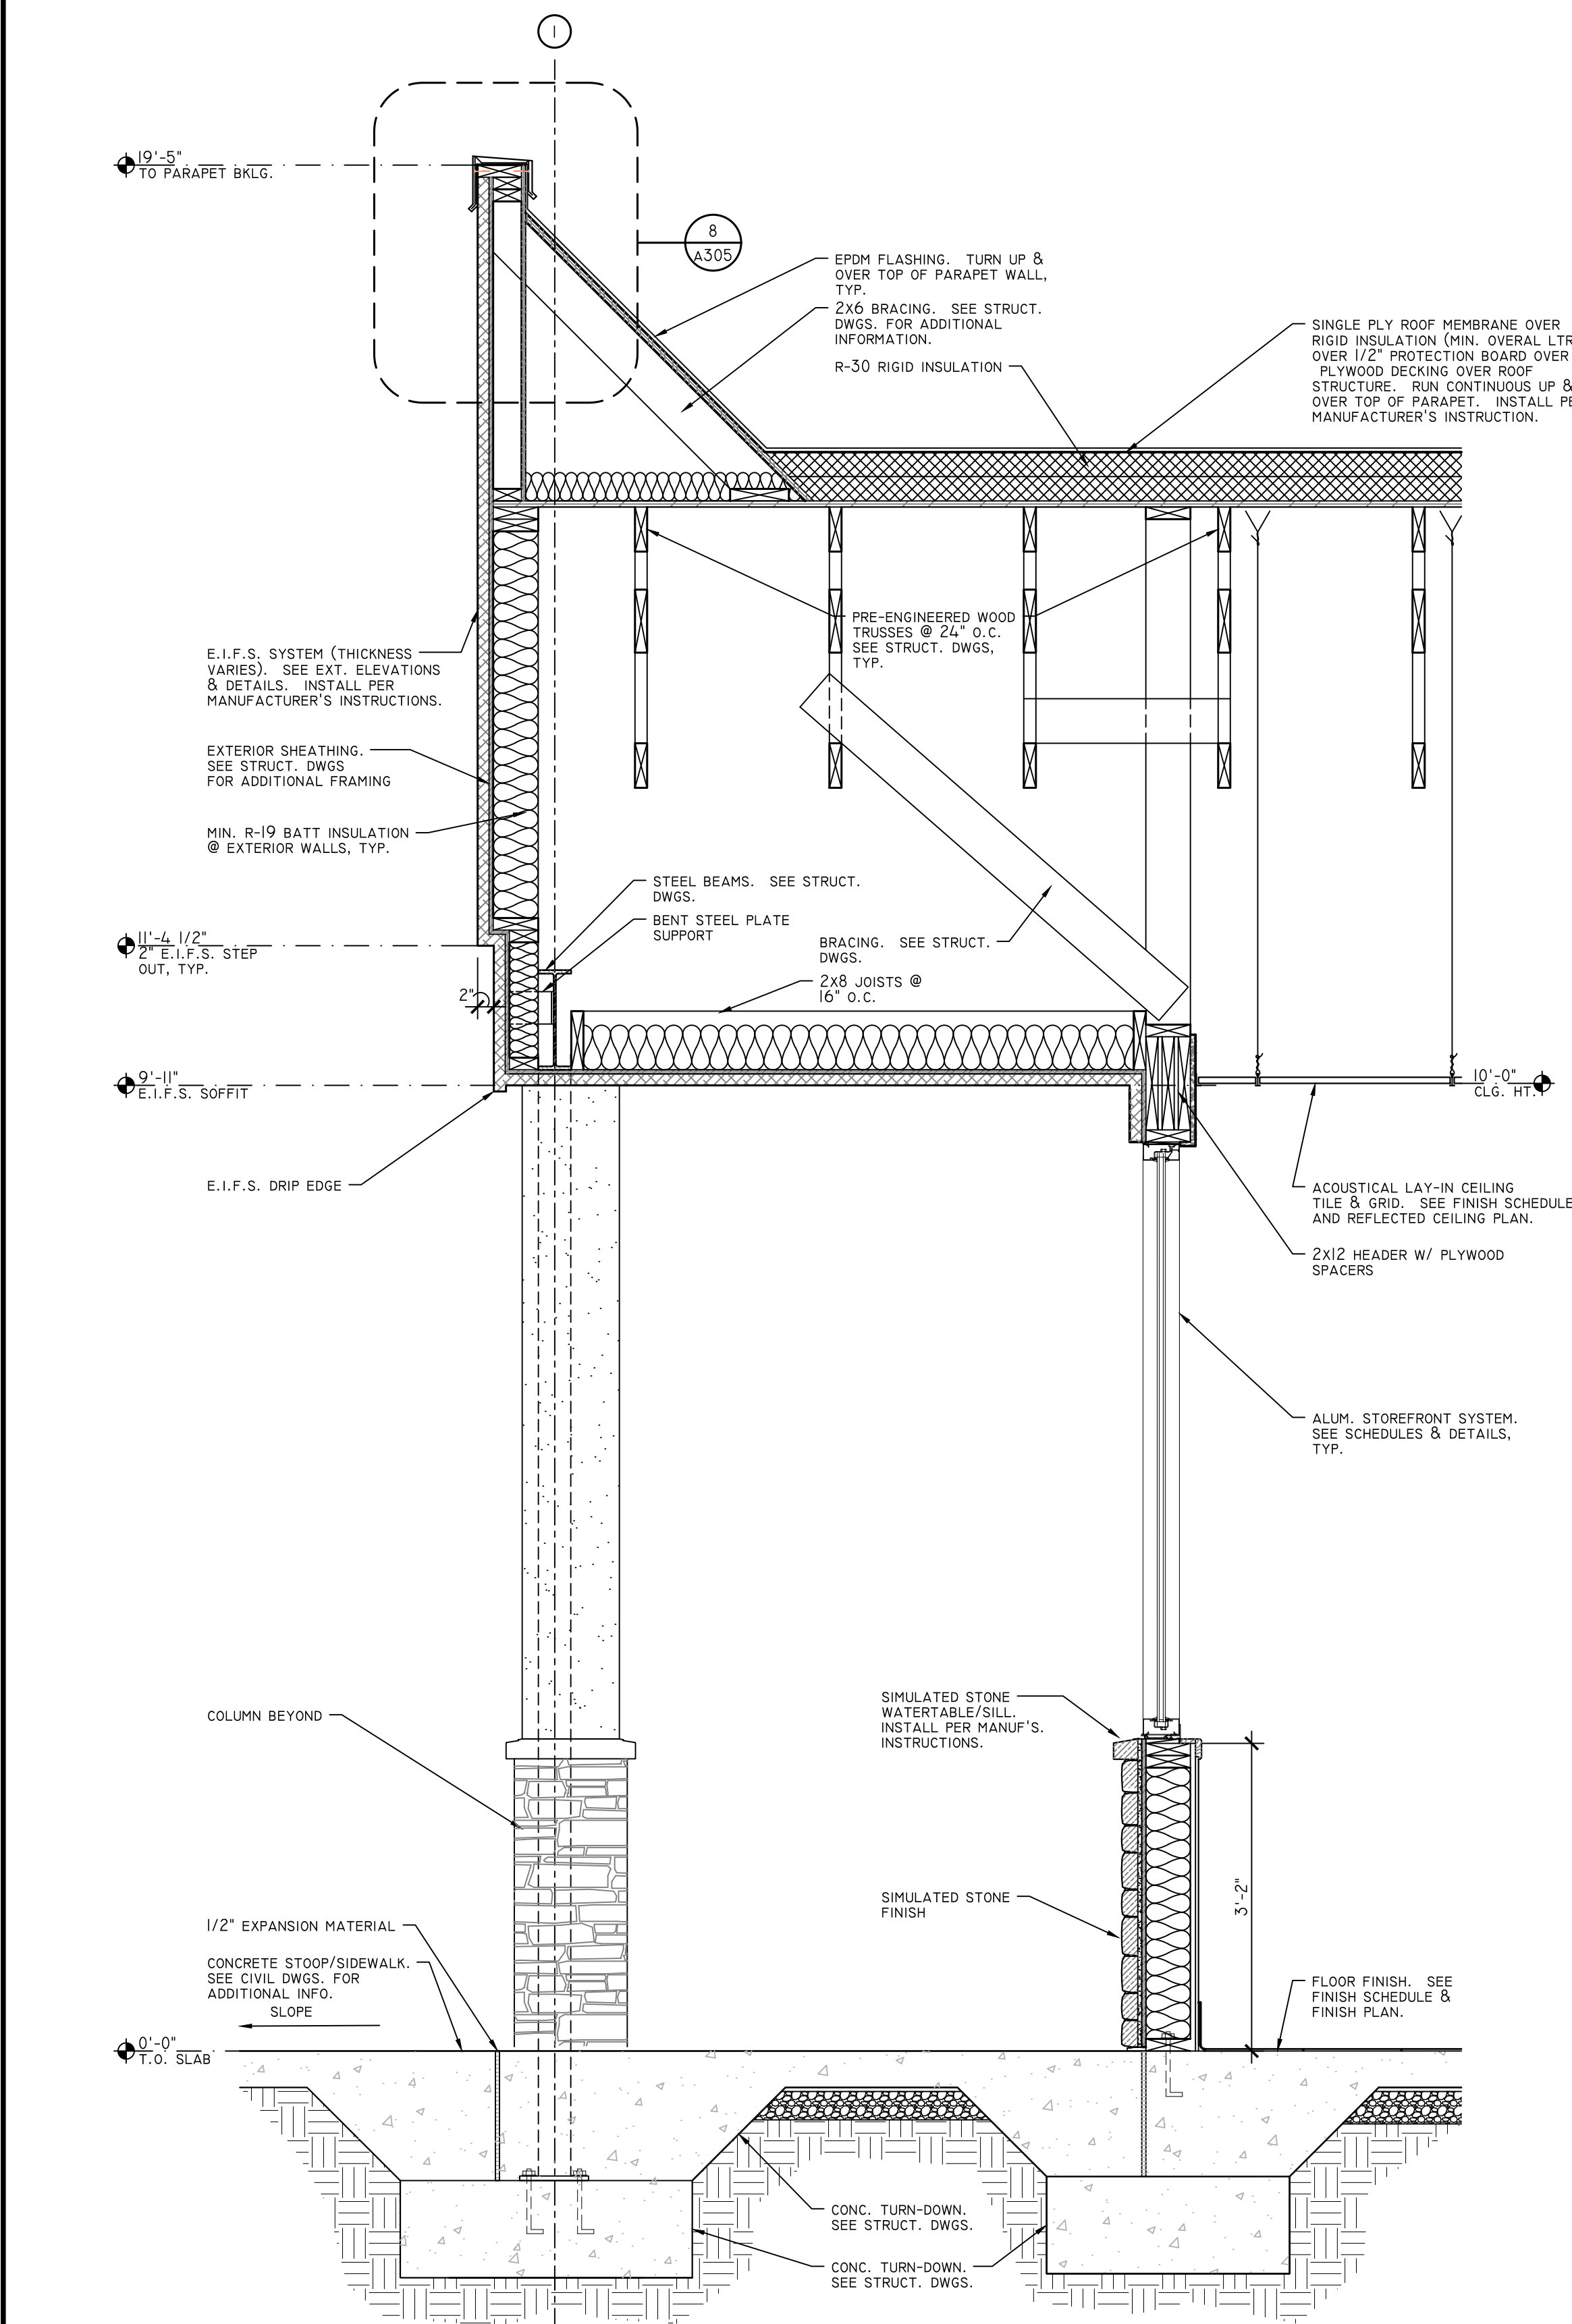 1
19'-5"
TO PARAPET BKLG.
8
A305
EPDM FLASHING. TURN UP &
OVER TOP OF PARAPET WALL,
TYP.
2X6 BRACING. SEE STRUCT.
DWGS. FOR ADDITIONAL
INFORMATION.
R-30 RIGID INSULATION
SINGLE PLY ROOF MEMBRANE OVER
RIGID INSULATION (MIN. OVERAL LTR
OVER 1/2" PROTECTION BOARD OVER
PLYWOOD DECKING OVER ROOF
STRUCTURE. RUN CONTINUOUS UP &
OVER TOP OF PARAPET. INSTALL PE
MANUFACTURER'S INSTRUCTION.
PRE-ENGINEERED WOOD
TRUSSES @ 24" O.C.
SEE STRUCT. DWGS,
TYP.
E.I.F.S. SYSTEM (THICKNESS
VARIES). SEE EXT. ELEVATIONS
& DETAILS. INSTALL PER
MANUFACTURER'S INSTRUCTIONS.
EXTERIOR SHEATHING.
SEE STRUCT. DWGS
FOR ADDITIONAL FRAMING
MIN. R-19 BATT INSULATION
@ EXTERIOR WALLS, TYP.
STEEL BEAMS. SEE STRUCT.
DWGS.
BENT STEEL PLATE
SUPPORT
BRACING. SEE STRUCT.
DWGS.
2X8 JOISTS @
16" O.C.
11'-4 1/2"
2" E.I.F.S. STEP
OUT, TYP.
2"
9'-11"
E.I.F.S. SOFFIT
10'-0"
CLG. HT.
E.I.F.S. DRIP EDGE
ACOUSTICAL LAY-IN CEILING
TILE & GRID. SEE FINISH SCHEDULE
AND REFLECTED CEILING PLAN.
2X12 HEADER W/ PLYWOOD
SPACERS
ALUM. STOREFRONT SYSTEM.
SEE SCHEDULES & DETAILS,
TYP.
COLUMN BEYOND
SIMULATED STONE
WATERTABLE/SILL.
INSTALL PER MANUF'S.
INSTRUCTIONS.
3'-2"
SIMULATED STONE
FINISH
1/2" EXPANSION MATERIAL
CONCRETE STOOP/SIDEWALK.
SEE CIVIL DWGS. FOR
ADDITIONAL INFO.
SLOPE
FLOOR FINISH. SEE
FINISH SCHEDULE &
FINISH PLAN.
0'-0"
T.O. SLAB
CONC. TURN-DOWN.
SEE STRUCT. DWGS.
CONC. TURN-DOWN.
SEE STRUCT. DWGS.